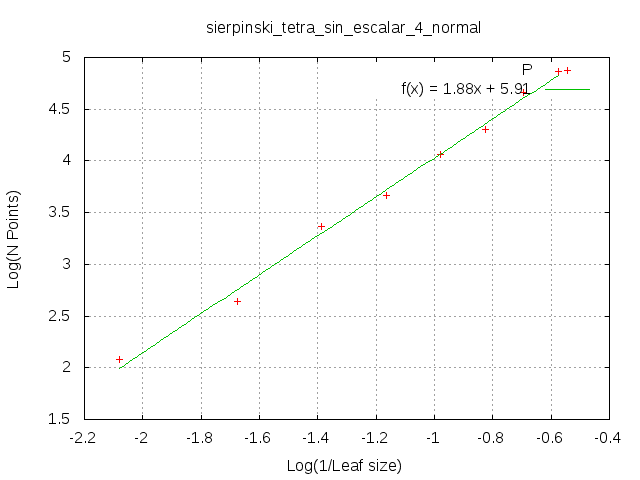 sierpinski_tetra_sin_escalar_4_normal
5
P
f(x) = 1.88x + 5.91
4.5
4
3.5
3
2.5
2
1.5
Log(N Points)
-2.2 -2 -1.8 -1.6 -1.4 -1.2 -1 -0.8 -0.6 -0.4
Log(1/Leaf size)